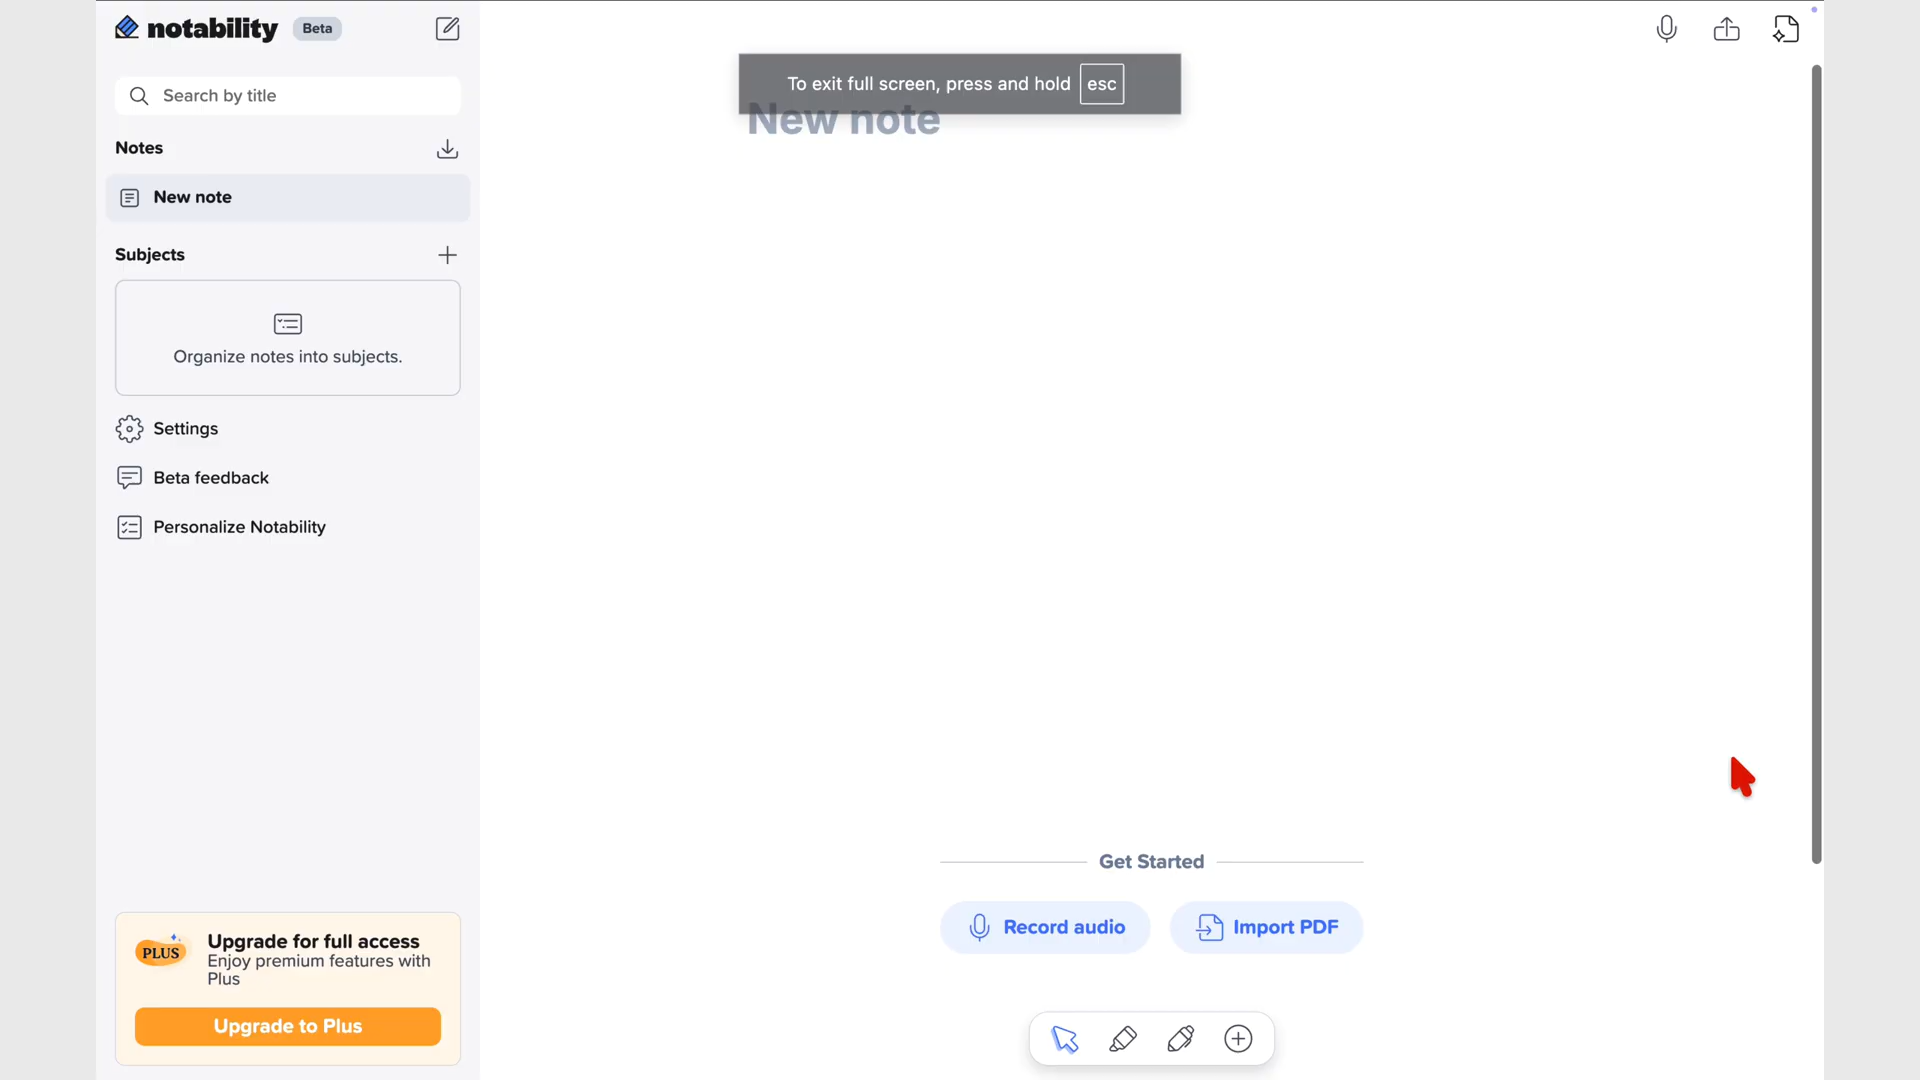 notability Beta
Search by title
Notes
New note
Subjects
Organize notes into subjects.
Settings
Beta feedback
Personalize Notability
PLUS
Upgrade for full access
Enjoy premium features with
Plus
Upgrade to Plus
To exit full screen, press and hold esc
New note
Get Started
Record audio
Import PDF